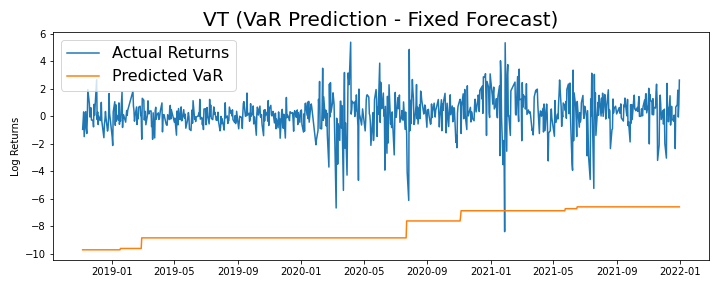 VT (VaR Prediction - Fixed Forecast)
Actual Returns
Predicted VaR
Log Returns
6
4
2
0
−2
−4
−6
−8
−10
2019-01 2019-05 2019-09 2020-01 2020-05 2020-09 2021-01 2021-05 2021-09 2022-01